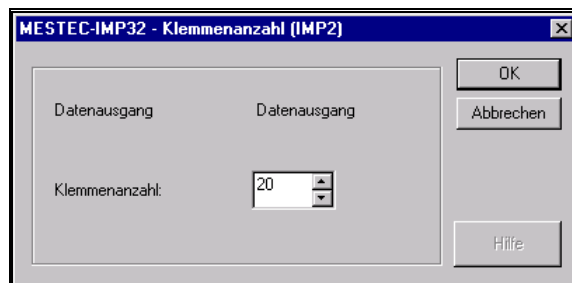 MESTEC-IMP32 - Klemmenanzahl (IMP2)
OK
Datenausgang Datenausgang
Abbrechen
Klemmenanzahl: 20
Hilfe